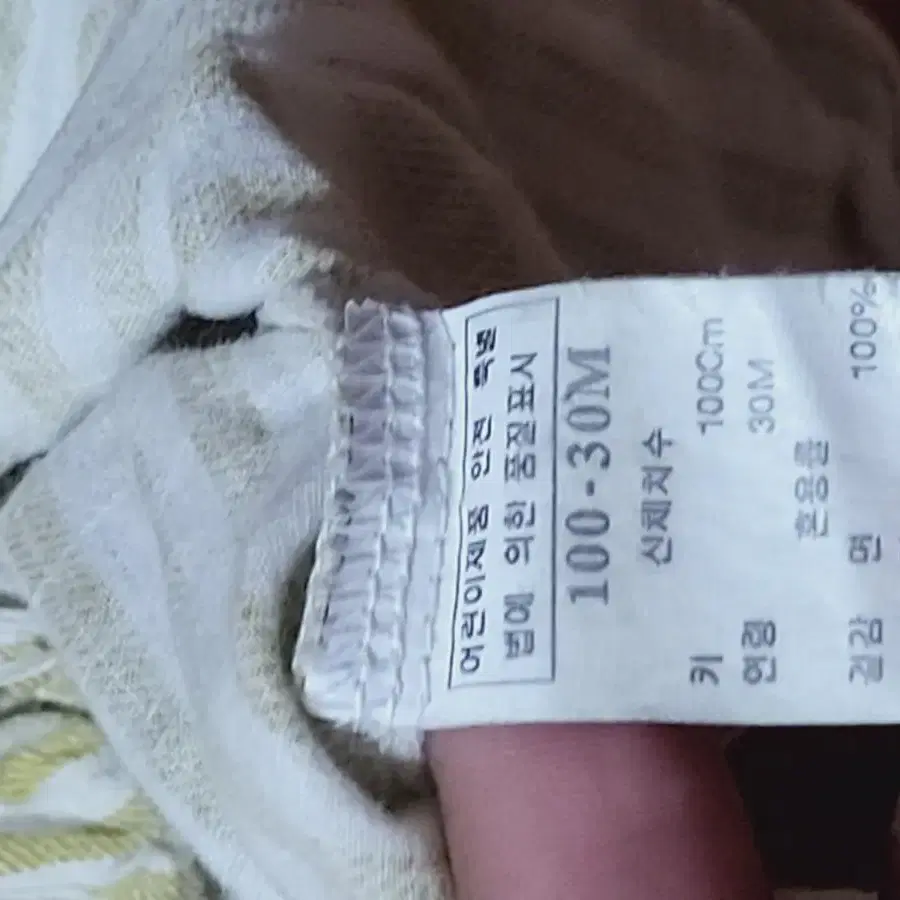 어린이제품 안전 특별
법에 의한 품질표시
100-30M
신체치수
키 100Cm
연령 30M
혼용율
겉감 면 100%